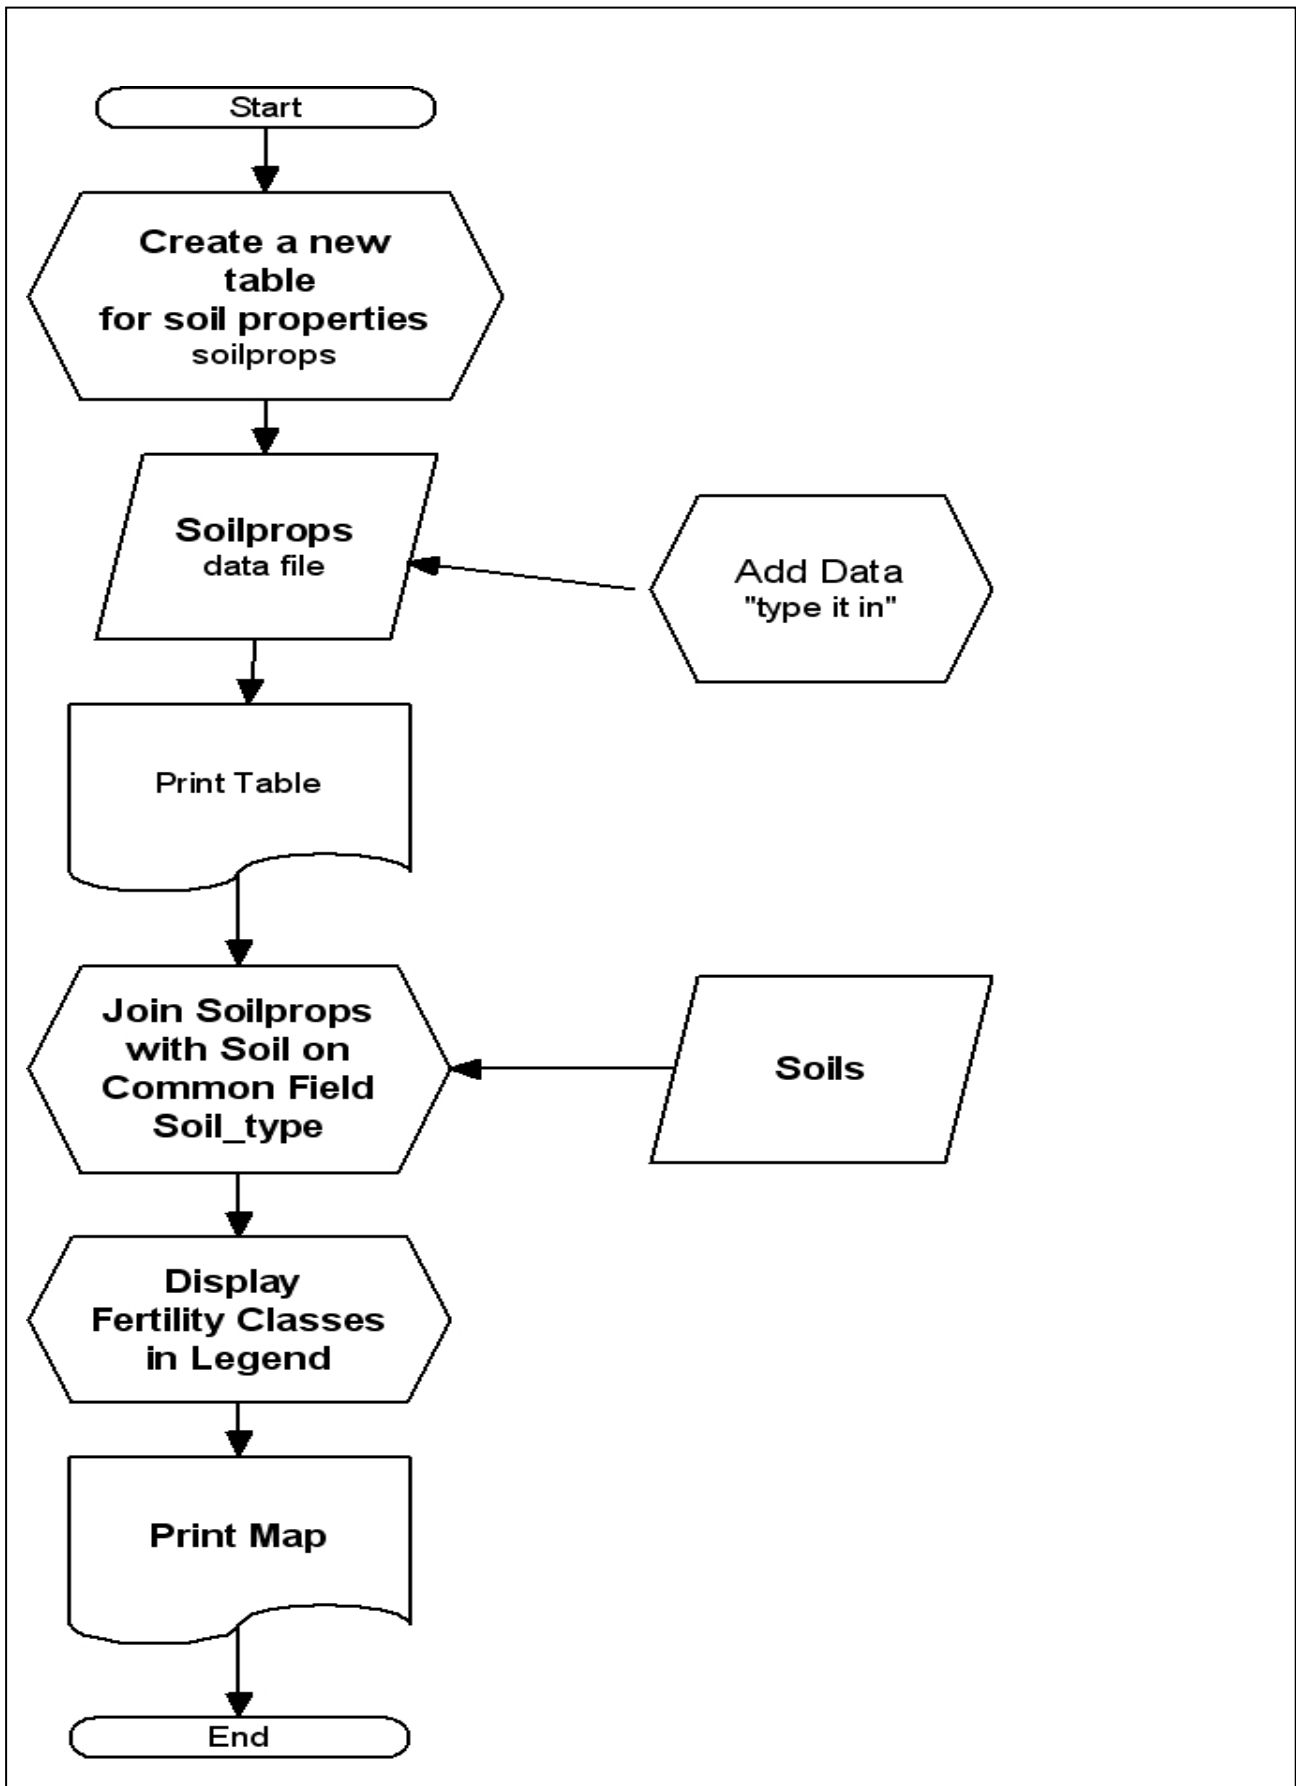 Start
Create a new
table
for soil properties
soilprops
Soilprops
data file
Add Data
"type it in"
Print Table
Join Soilprops
with Soil on
Common Field
Soil_type
Soils
Display
Fertility Classes
in Legend
Print Map
End